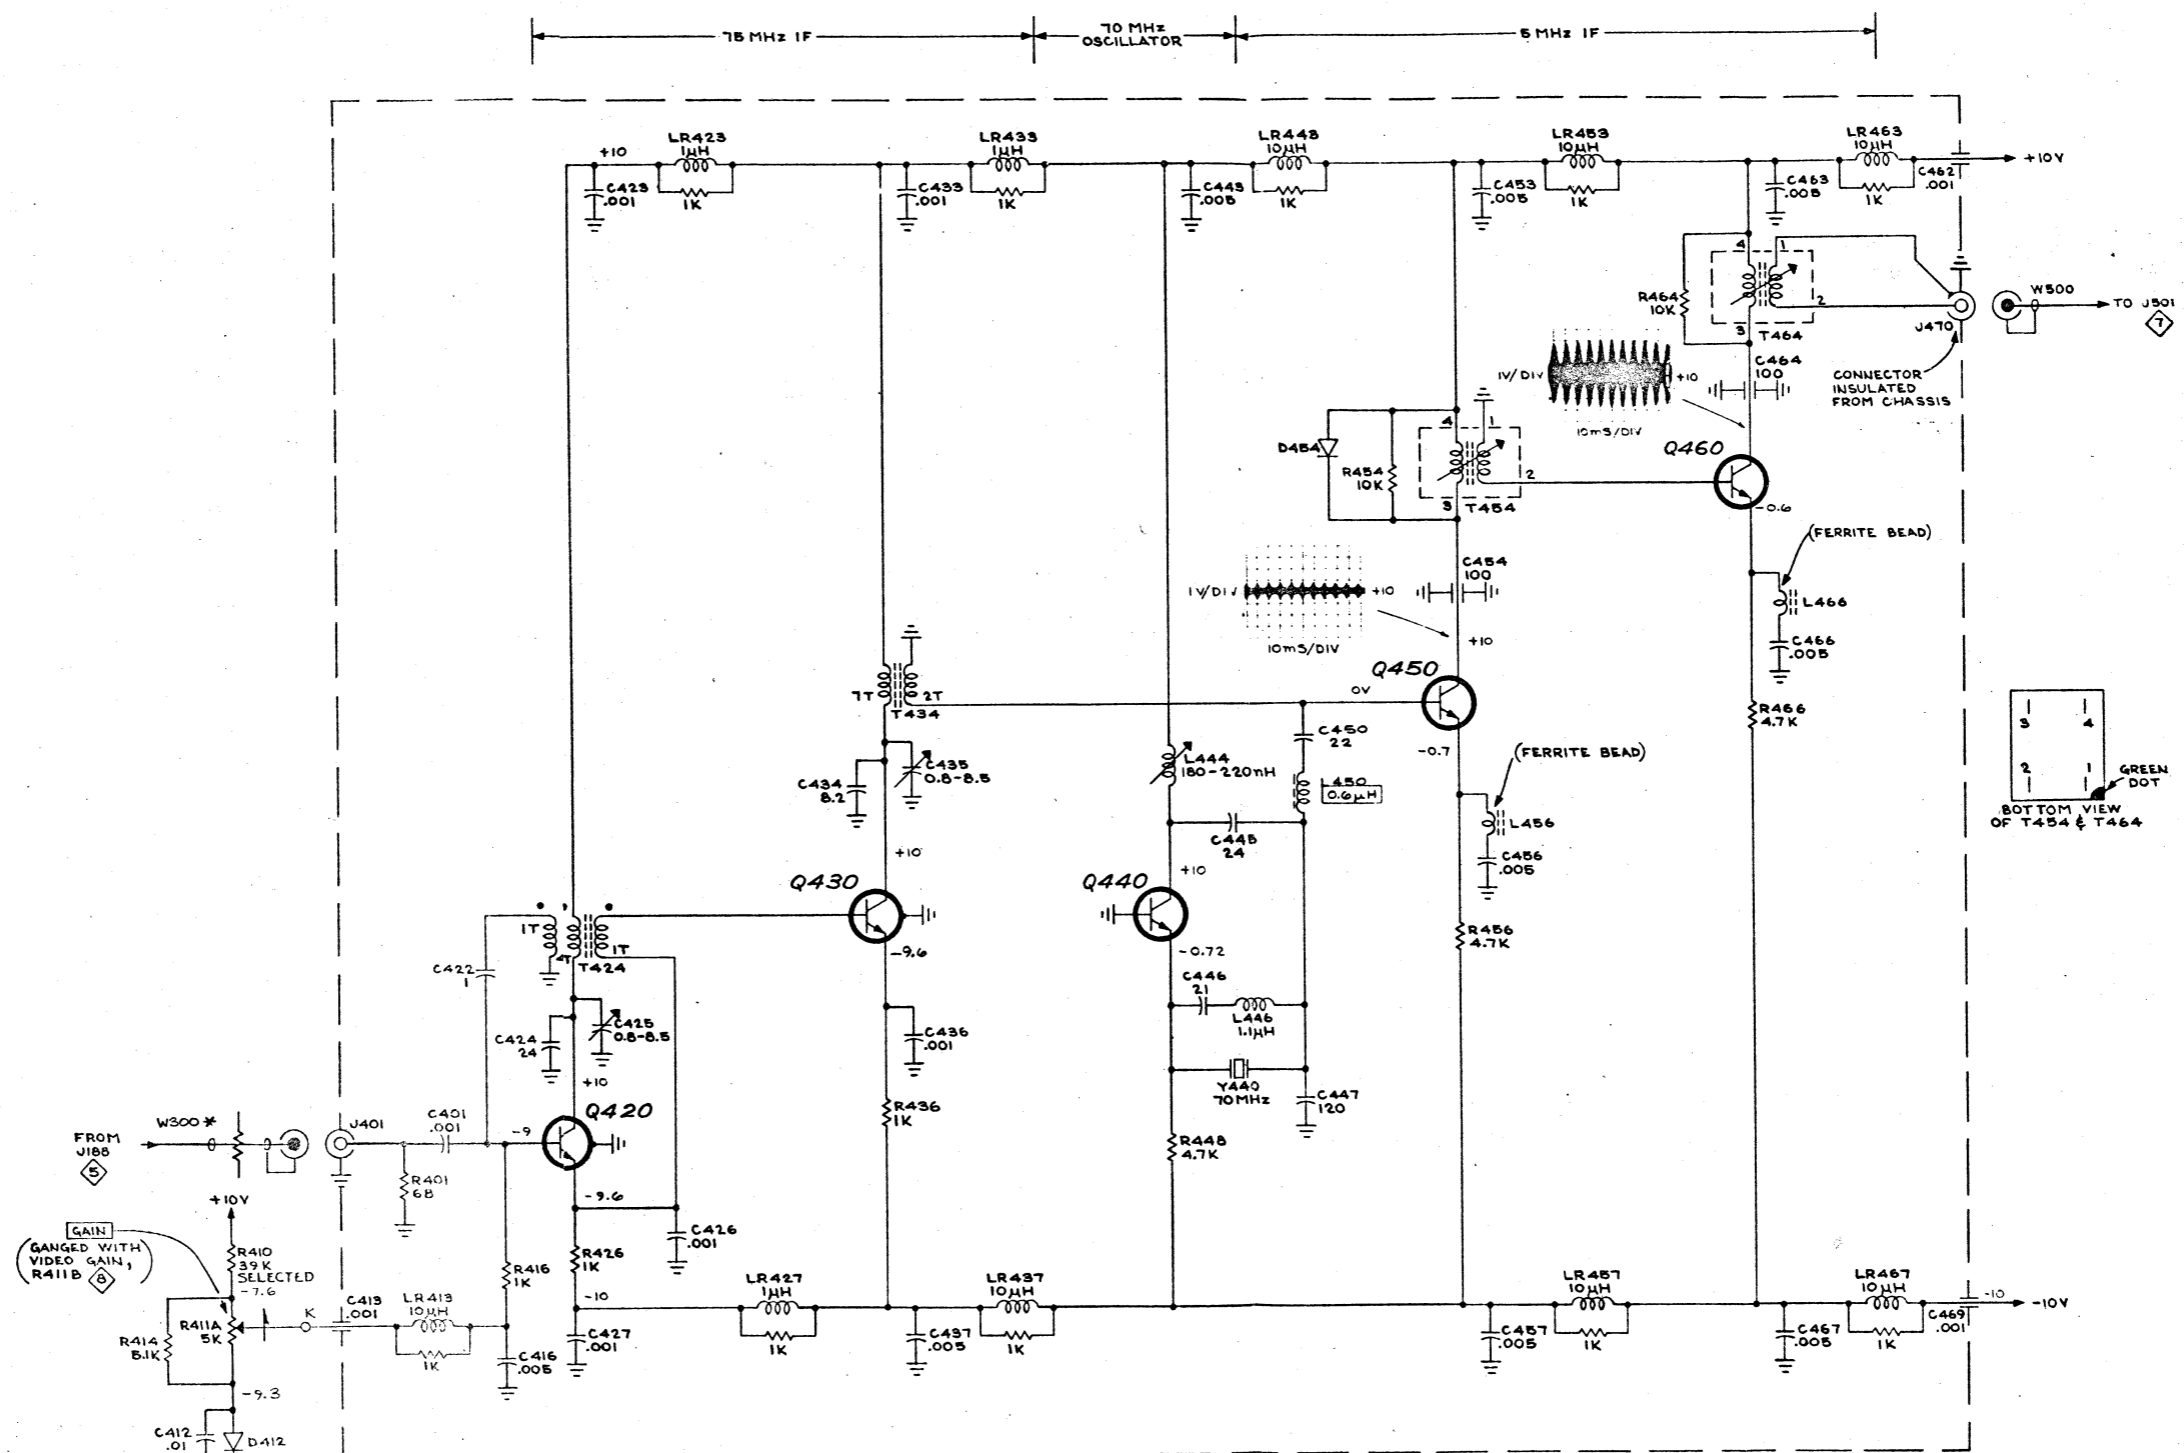 75 MHz IF
70 MHz
OSCILLATOR
5 MHz IF
+10
LR423
1µH
1K
C423
.001
LR433
1µH
1K
C433
.001
LR443
10µH
1K
C443
.005
LR453
10µH
1K
C453
.005
LR463
10µH
1K
C463
.005
C462
.001
+10V
4
1
R464
10K
2
3
T464
J470
W500
TO J501
7
CONNECTOR
INSULATED
FROM CHASSIS
C464
100
1V/DIV
+10
10mS/DIV
Q460
-0.6
D454
R454
10K
4
1
2
3
T454
(FERRITE BEAD)
L466
C466
.005
C454
100
1V/DIV
+10
10mS/DIV
+10
Q450
0V
-0.7
7T
2T
T434
C434
8.2
C435
0.8-8.5
+10
L444
180-220nH
C450
22
L450
0.6µH
C445
24
(FERRITE BEAD)
L456
C456
.005
R466
4.7K
3
4
2
1
GREEN
DOT
BOTTOM VIEW
OF T454 & T464
Q430
-9.6
Q440
+10
-0.72
R456
4.7K
1T
4T
1T
T424
C422
1
C424
24
C425
0.8-8.5
+10
C436
.001
C446
21
L446
1.1µH
Y440
70MHz
C447
120
R436
1K
R448
4.7K
Q420
-9
-9.6
FROM
J188
5
W300*
J401
C401
.001
R401
68
+10V
GAIN
(GANGED WITH
VIDEO GAIN,
R411B 8)
R410
39K
SELECTED
-7.6
R411A
5K
R414
5.1K
K
C413
.001
LR413
10µH
1K
R416
1K
C416
.005
R426
1K
C426
.001
-10
C427
.001
LR427
1µH
1K
C437
.005
LR437
10µH
1K
C457
.005
LR457
10µH
1K
C467
.005
LR467
10µH
1K
C469
.001
-10
-10V
-9.3
C412
.01
D412